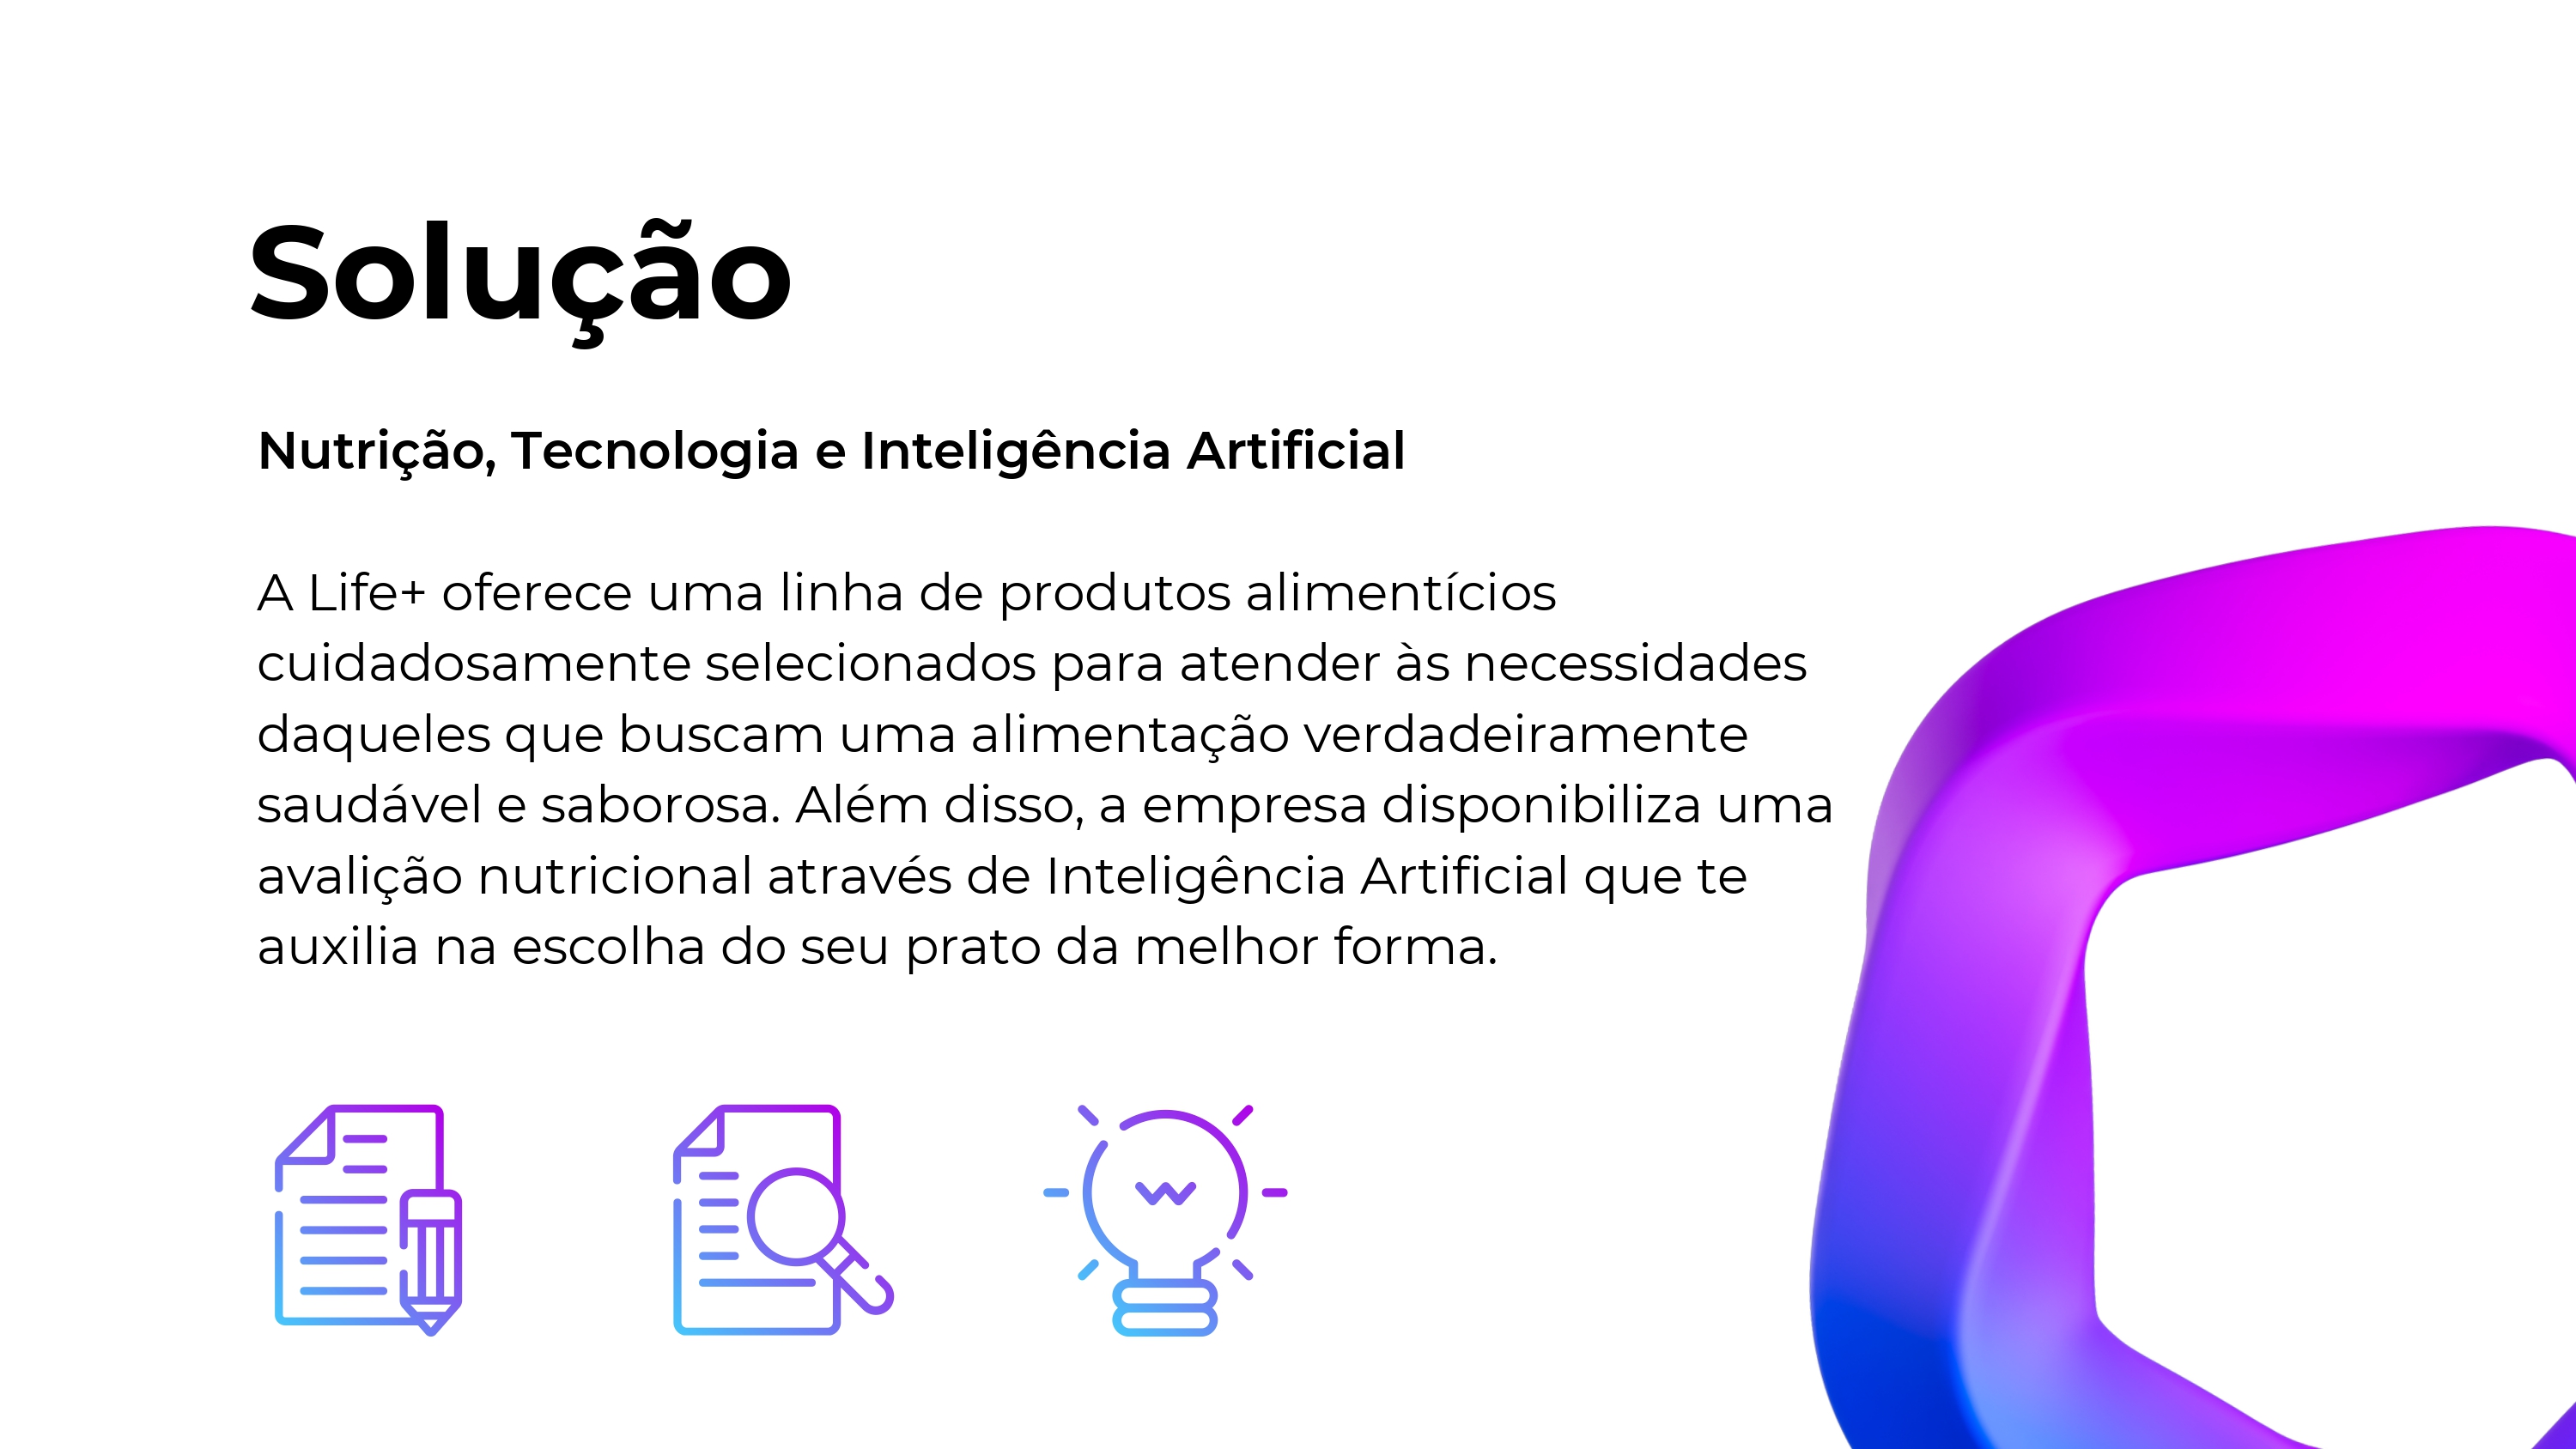 Solução
Nutrição, Tecnologia e Inteligência Artificial
A Life+ oferece uma linha de produtos alimentícios
cuidadosamente selecionados para atender às necessidades
daqueles que buscam uma alimentação verdadeiramente
saudável e saborosa. Além disso, a empresa disponibiliza uma
avalição nutricional através de Inteligência Artificial que te
auxilia na escolha do seu prato da melhor forma.